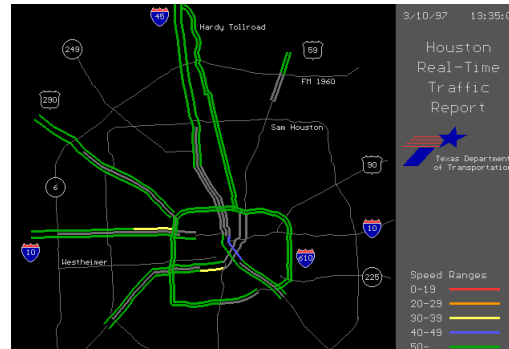 3/10/97 13:35:0
Houston
Real-Time
Traffic
Report
Texas Department
of Transportation
Speed Ranges
0-19
20-29
30-39
40-49
50-
45
Hardy Tollroad
249
59
FM 1960
290
Sam Houston
90
6
10
10
Westheimer
610
225